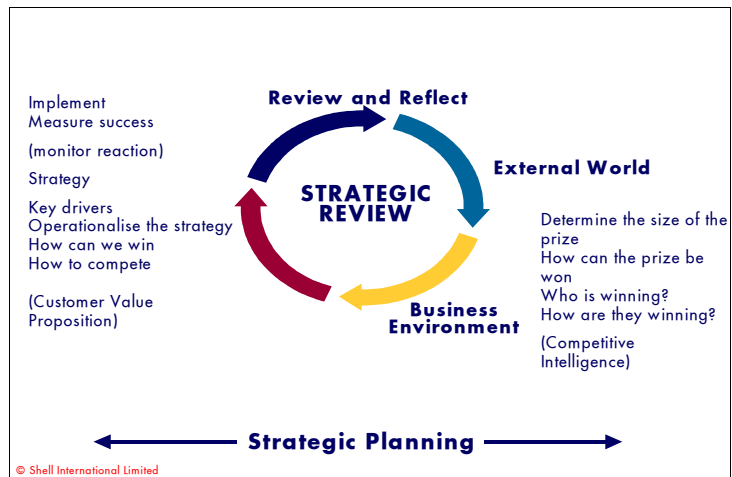 Review and Reflect
Implement
Measure success
(monitor reaction)
Strategy
Key drivers
Operationalise the strategy
How can we win
How to compete
(Customer Value
Proposition)
STRATEGIC
REVIEW
External World
Determine the size of the
prize
How can the prize be
won
Who is winning?
How are they winning?
(Competitive
Intelligence)
Business
Environment
Strategic Planning
© Shell International Limited